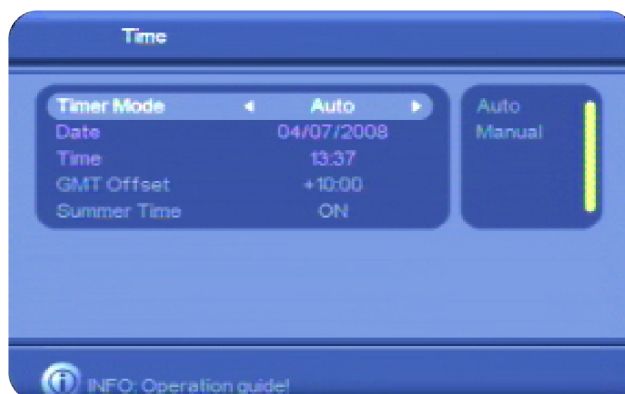 Time
Timer Mode Auto
Date 04/07/2008
Time 13:37
GMT Offset +10:00
Summer Time ON
Auto
Manual
INFO: Operation guide!